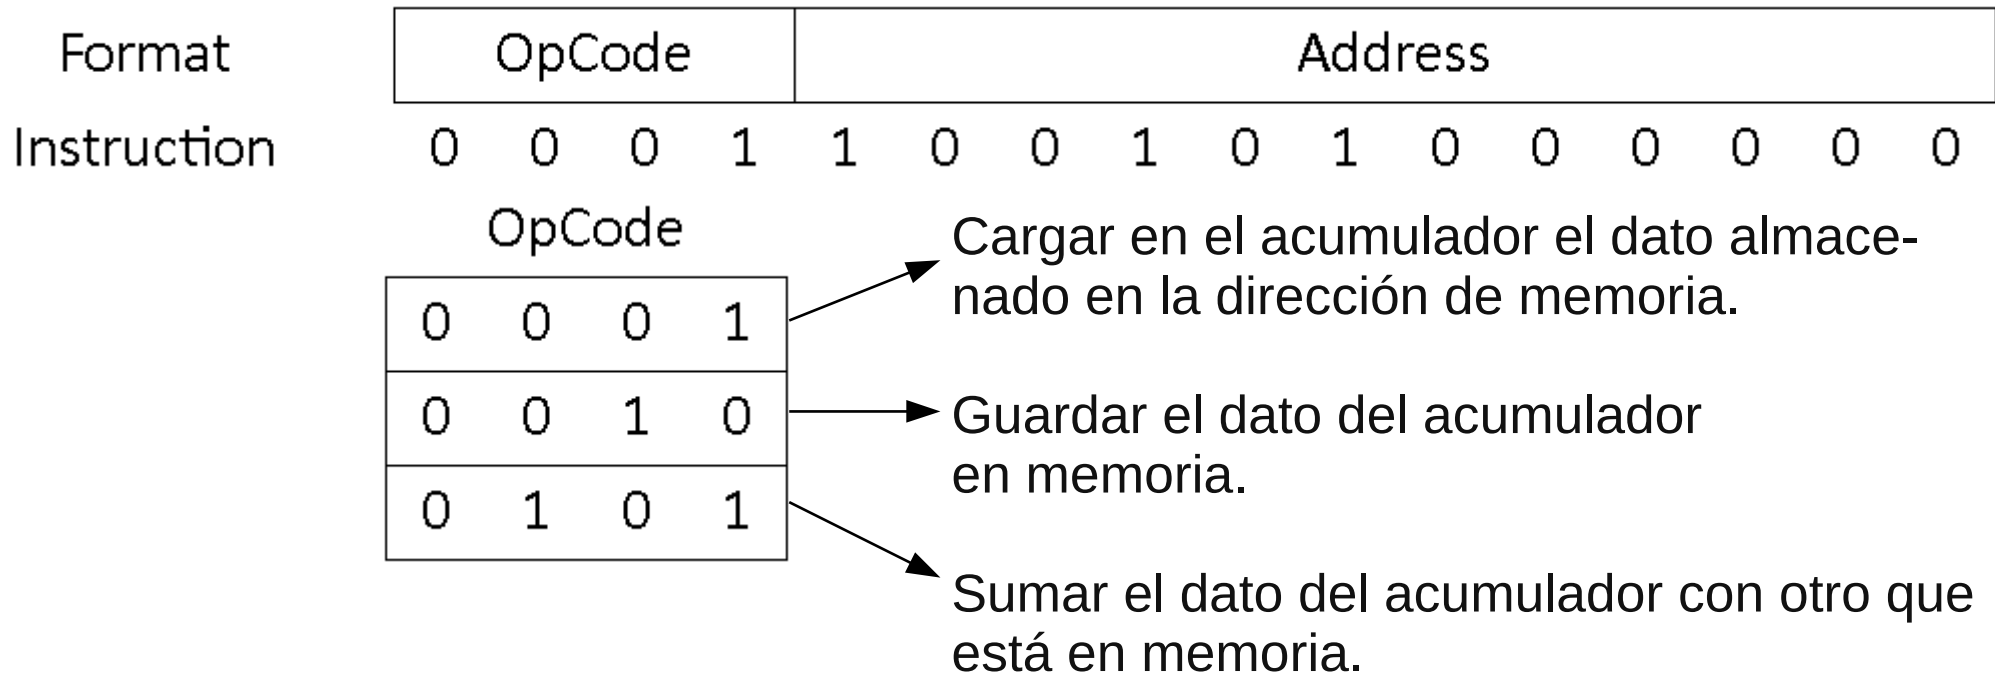 Format OpCode Address
Instruction 0 0 0 1 1 0 0 1 0 1 0 0 0 0 0 0
OpCode
0 0 0 1
0 0 1 0
0 1 0 1
Cargar en el acumulador el dato almace-
nado en la dirección de memoria.
Guardar el dato del acumulador
en memoria.
Sumar el dato del acumulador con otro que
está en memoria.